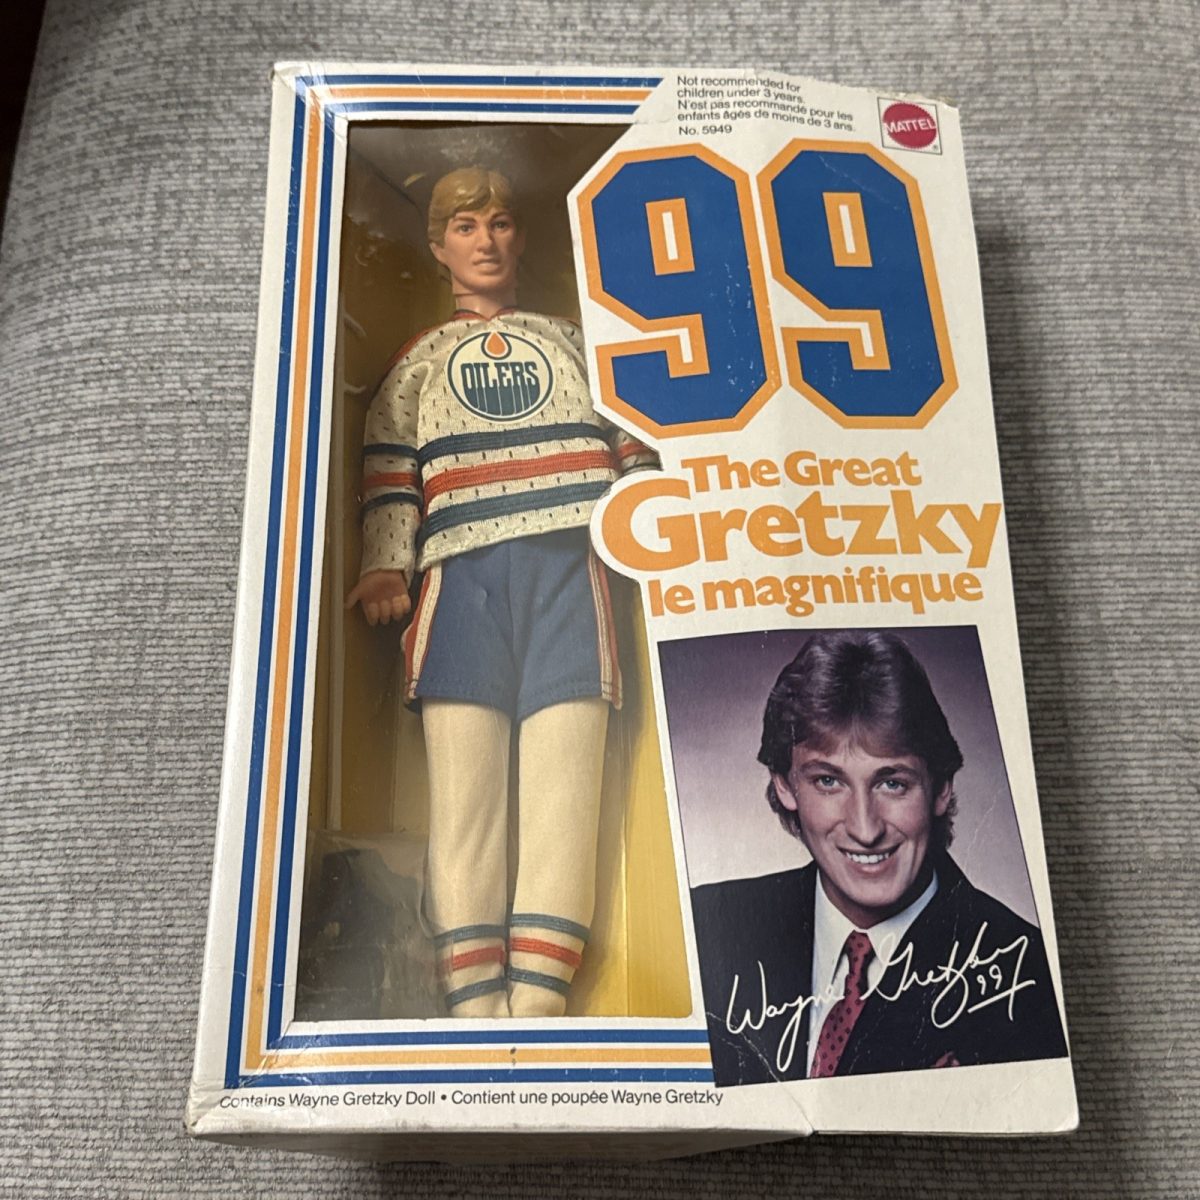 Not recommended for
children under 3 years.
N'est pas recommandé pour les
enfants âgés de moins de 3 ans.
No. 5949
MATTEL
99
The Great
Gretzky
le magnifique
OILERS
Wayne Gretzky
99
Contains Wayne Gretzky Doll • Contient une poupée Wayne Gretzky